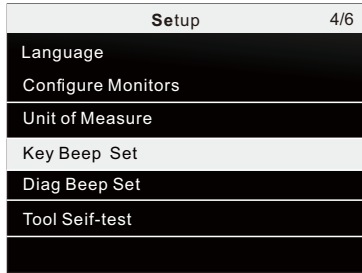 Setup 4/6
Language
Configure Monitors
Unit of Measure
Key Beep Set
Diag Beep Set
Tool Seif-test